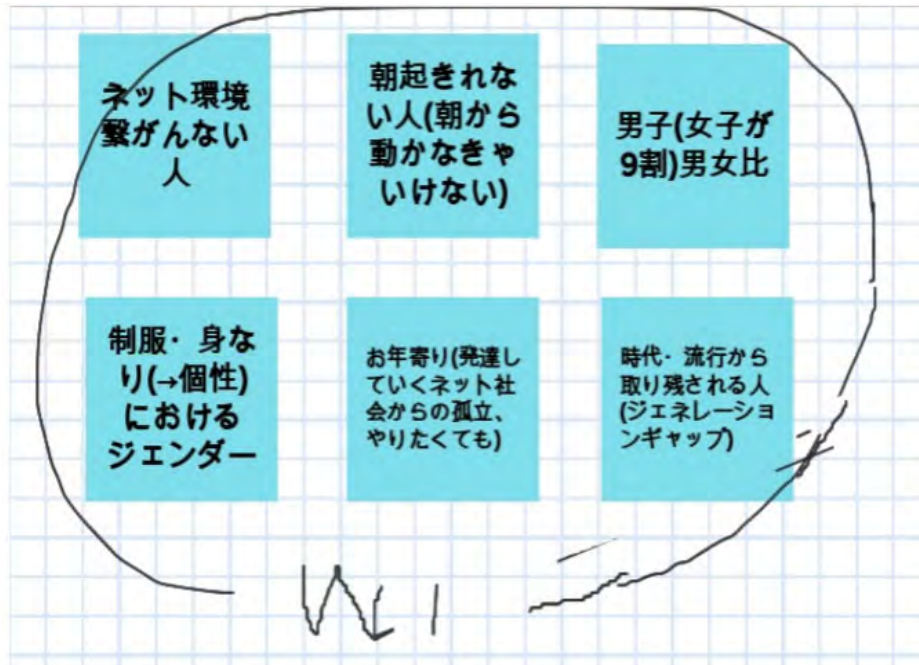 ネット環境
繋がんない
人
朝起きれな
い人(朝から
動かなきゃ
いけない)
男子(女子が
9割)男女比
制服・身な
り(→個性)
における
ジェンダー
お年寄り(発達し
ていくネット社
会からの孤立、
やりたくても)
時代・流行から
取り残される人
(ジェネレーショ
ンギャップ)